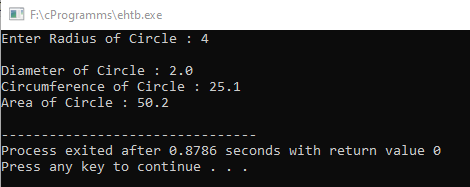 F:\cProgramms\ehtb.exe
Enter Radius of Circle : 4
Diameter of Circle : 2.0
Circumference of Circle : 25.1
Area of Circle : 50.2
--------------------------------
Process exited after 0.8786 seconds with return value 0
Press any key to continue . . .